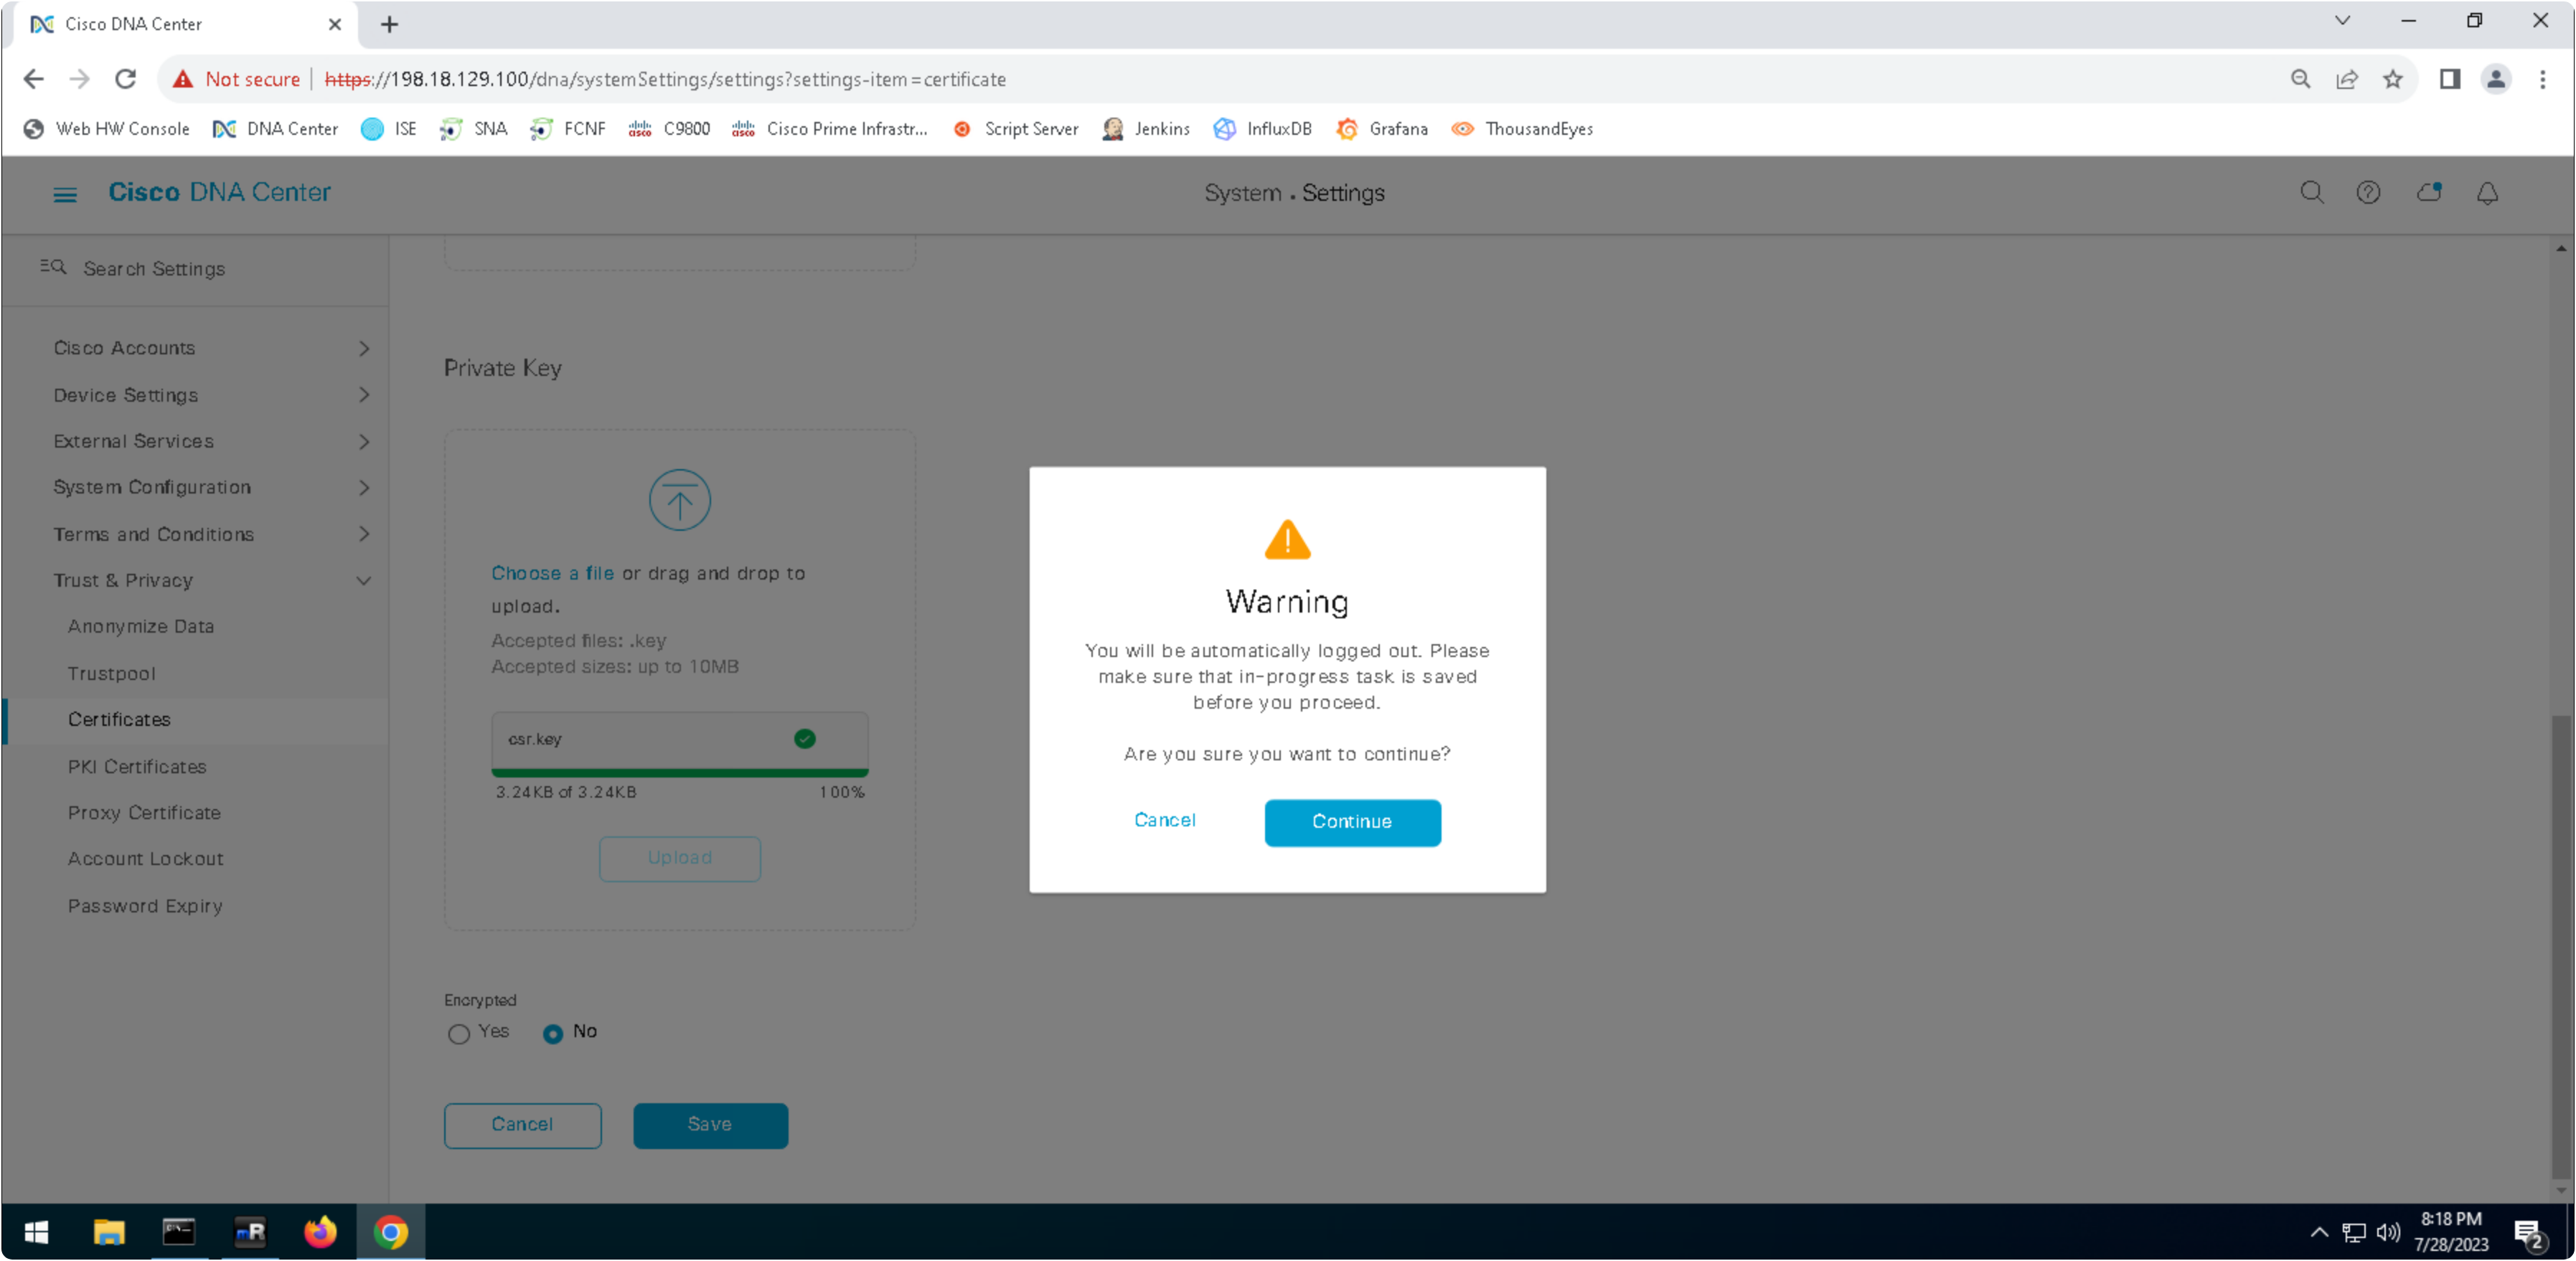 Cisco DNA Center
Not secure https://198.18.129.100/dna/systemSettings/settings?settings-item=certificate
Web HW Console DNA Center ISE SNA FCNF C9800 Cisco Prime Infrastr... Script Server Jenkins InfluxDB Grafana ThousandEyes
Cisco DNA Center
System . Settings
Search Settings
Cisco Accounts
Device Settings
External Services
System Configuration
Terms and Conditions
Trust & Privacy
Anonymize Data
Trustpool
Certificates
PKI Certificates
Proxy Certificate
Account Lockout
Password Expiry
Private Key
Choose a file or drag and drop to
upload.
Accepted files: .key
Accepted sizes: up to 10MB
csr.key
3.24KB of 3.24KB 100%
Upload
Encrypted
Yes No
Cancel Save
Warning
You will be automatically logged out. Please
make sure that in-progress task is saved
before you proceed.
Are you sure you want to continue?
Cancel Continue
8:18 PM
7/28/2023
2